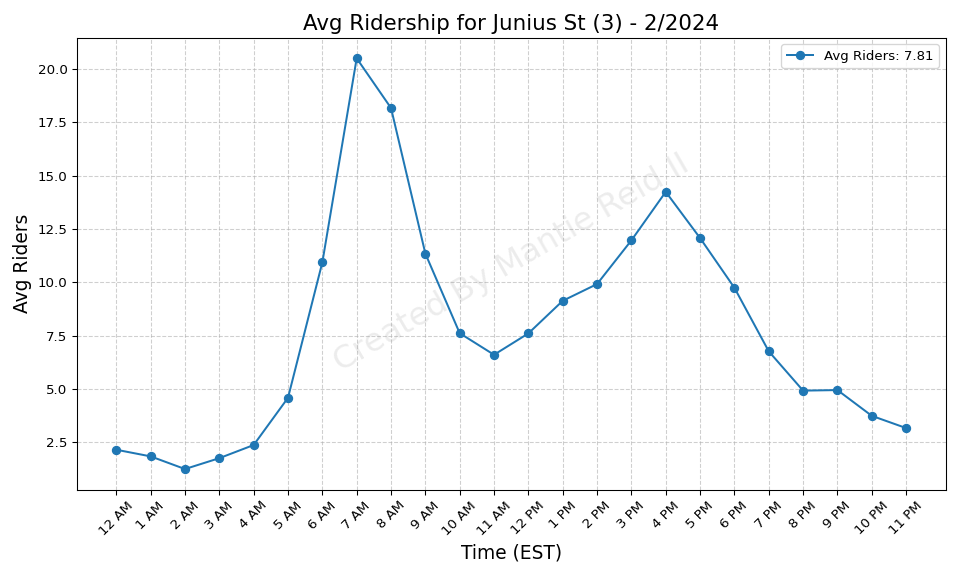 Avg Ridership for Junius St (3) - 2/2024
Avg Riders: 7.81
20.0
17.5
15.0
12.5
10.0
7.5
5.0
2.5
Avg Riders
Created By Mantie Reid II
12 AM 1 AM 2 AM 3 AM 4 AM 5 AM 6 AM 7 AM 8 AM 9 AM 10 AM 11 AM 12 PM 1 PM 2 PM 3 PM 4 PM 5 PM 6 PM 7 PM 8 PM 9 PM 10 PM 11 PM
Time (EST)